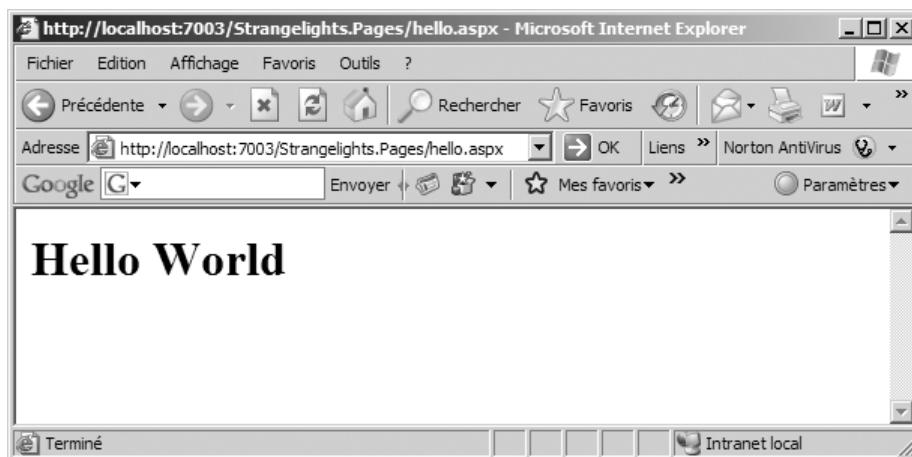 http://localhost:7003/Strangelights.Pages/hello.aspx - Microsoft Internet Explorer
Fichier Edition Affichage Favoris Outils ?
Précédente Rechercher Favoris W »
Adresse http://localhost:7003/Strangelights.Pages/hello.aspx OK Liens » Norton AntiVirus
Google G Envoyer Mes favoris » Paramètres
Hello World
Terminé Intranet local